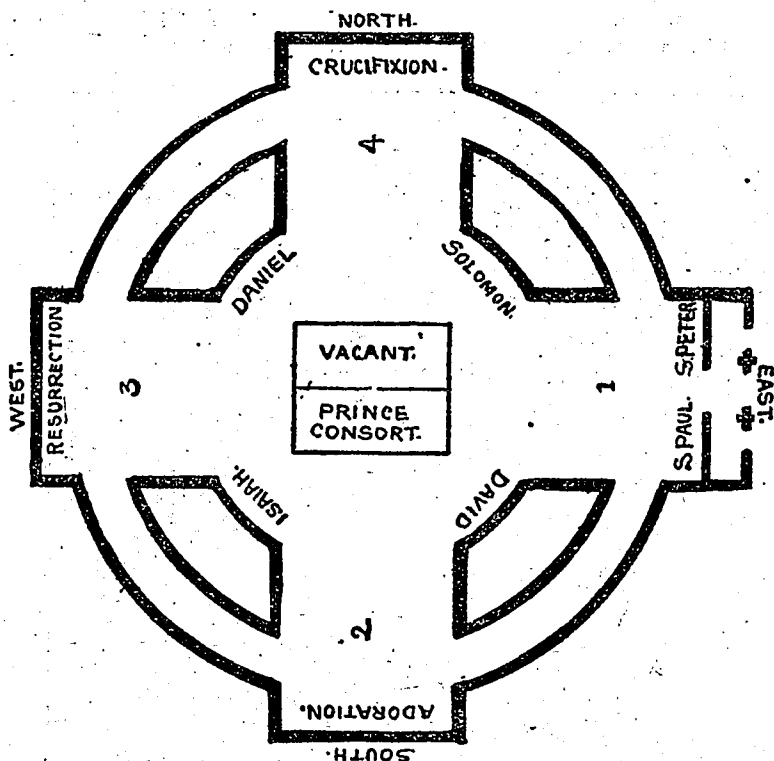 NORTH.
CRUCIFIXION.
4
DANIEL
SOLOMON.
WEST.
RESURRECTION
3
VACANT.
PRINCE
CONSORT.
1
S. PAUL. S. PETER
EAST.
ISAIAH.
DAVID
2
ADORATION.
SOUTH.